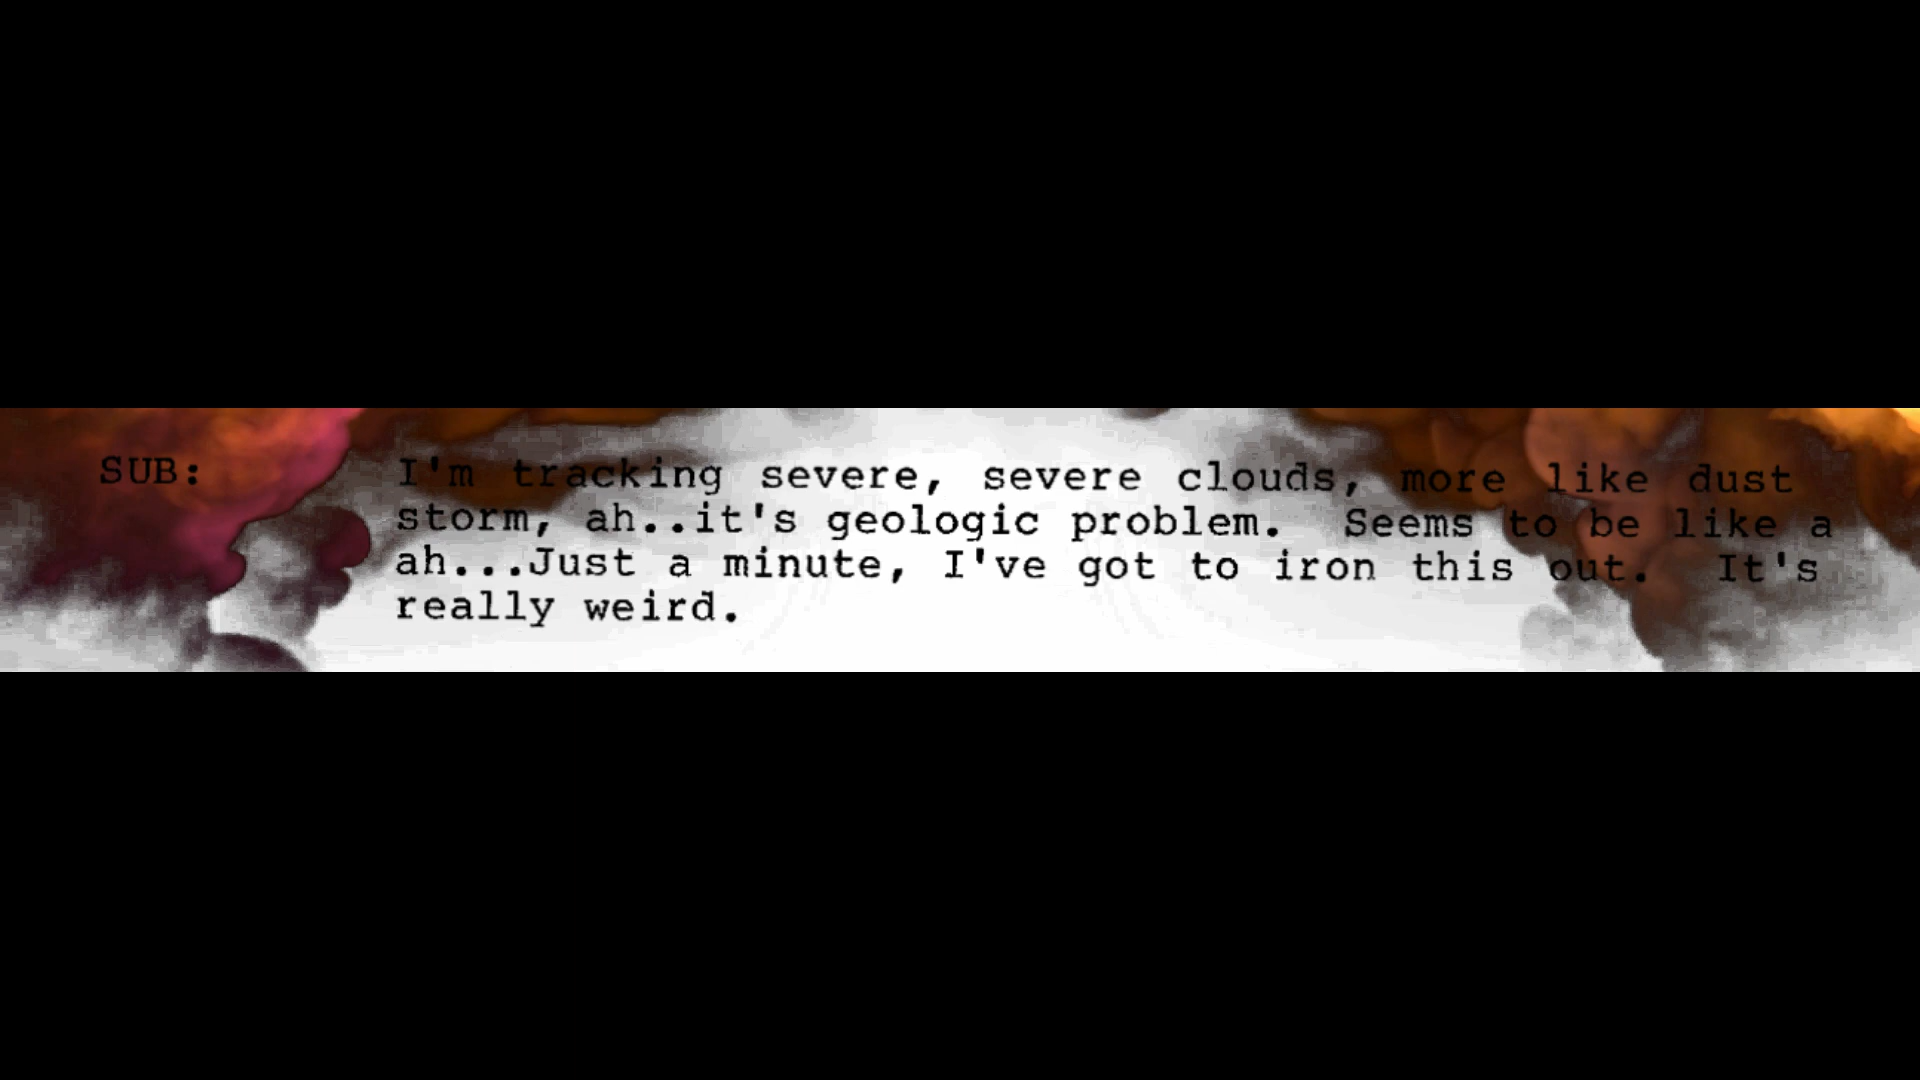 SUB: I'm tracking severe, severe clouds, more like dust
storm, ah..it's geologic problem.  Seems to be like a
ah...Just a minute, I've got to iron this out.  It's
really weird.